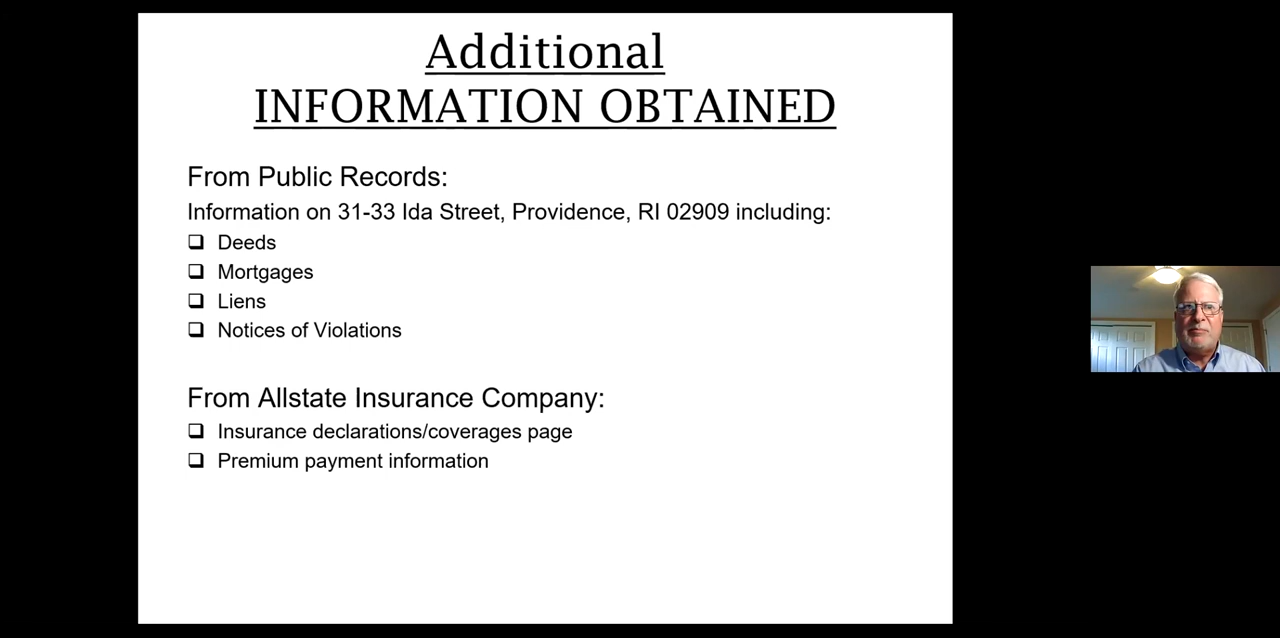 Additional
INFORMATION OBTAINED
From Public Records:
Information on 31-33 Ida Street, Providence, RI 02909 including:
❑ Deeds
❑ Mortgages
❑ Liens
❑ Notices of Violations
From Allstate Insurance Company:
❑ Insurance declarations/coverages page
❑ Premium payment information